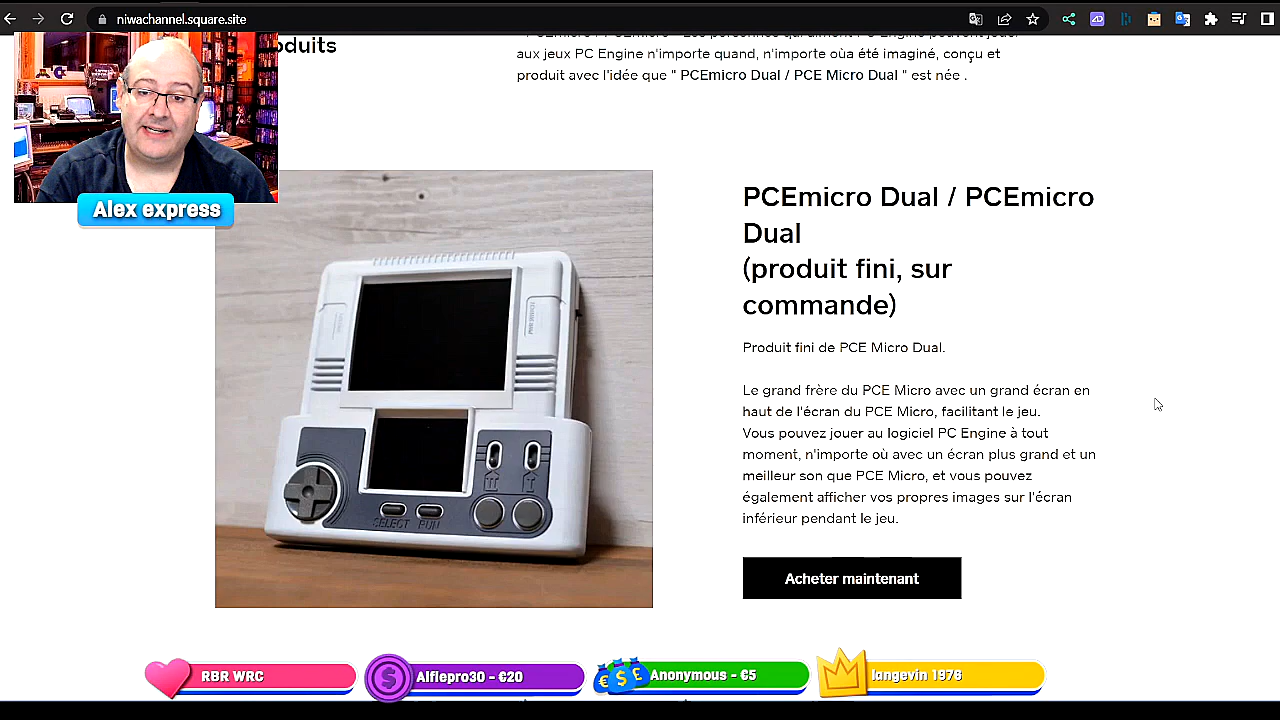 niwachannel.square.site
oduits
aux jeux PC Engine n'importe quand, n'importe oùa été imaginé, conçu et
produit avec l'idée que " PCEmicro Dual / PCE Micro Dual " est née .
Alex express
PCEmicro Dual / PCEmicro
Dual
(produit fini, sur
commande)
Produit fini de PCE Micro Dual.
Le grand frère du PCE Micro avec un grand écran en
haut de l'écran du PCE Micro, facilitant le jeu.
Vous pouvez jouer au logiciel PC Engine à tout
moment, n'importe où avec un écran plus grand et un
meilleur son que PCE Micro, et vous pouvez
également afficher vos propres images sur l'écran
inférieur pendant le jeu.
Acheter maintenant
SELECT RUN
RBR WRC
Alfiepro30 - €20
Anonymous - €5
langevin 1976